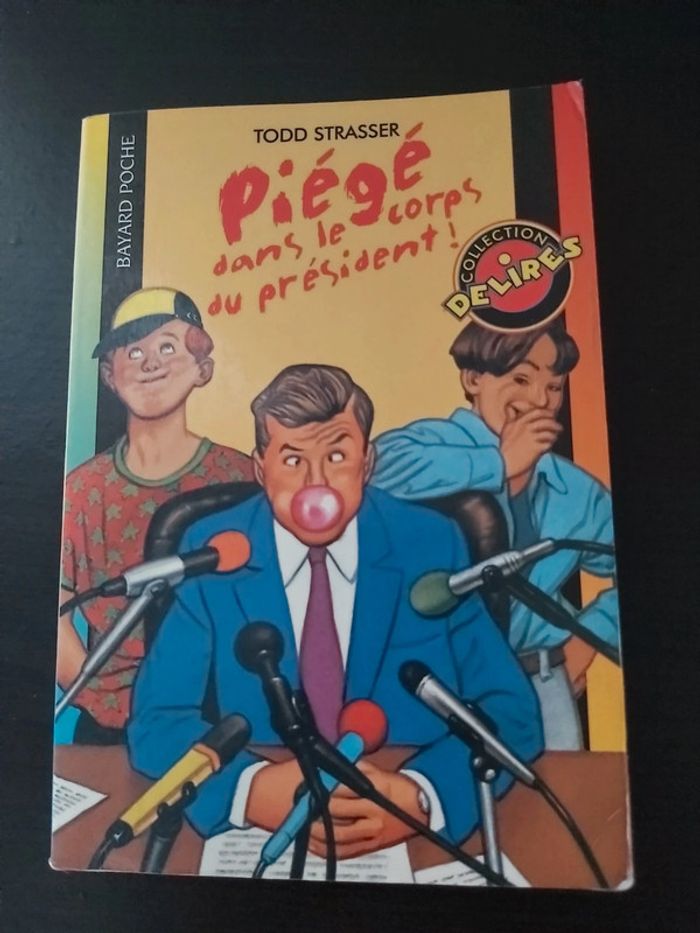 TODD STRASSER
Piégé
dans le corps
du président !
COLLECTION
DELIRES
BAYARD POCHE